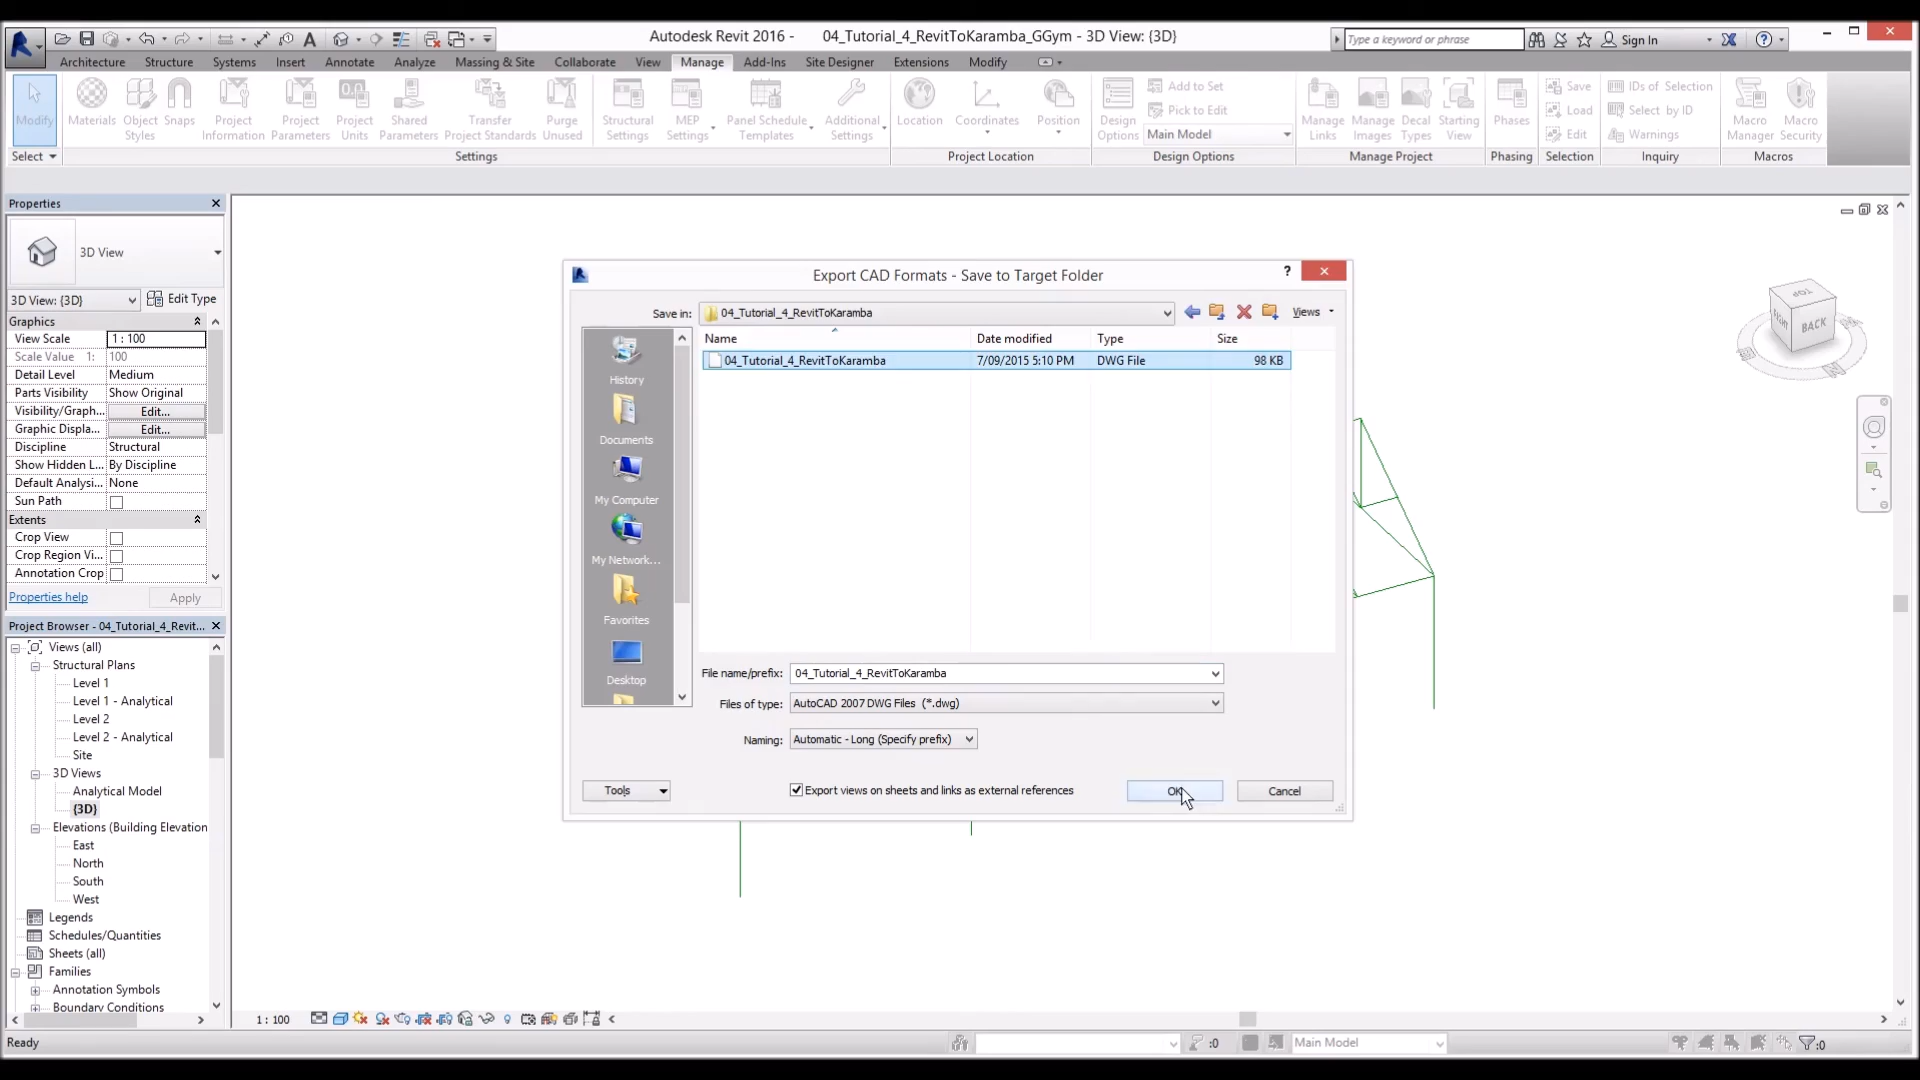 Autodesk Revit 2016 - 04_Tutorial_4_RevitToKaramba_GGym - 3D View: {3D}
Type a keyword or phrase
Sign In
Architecture Structure Systems Insert Annotate Analyze Massing & Site Collaborate View Manage Add-Ins Site Designer Extensions Modify
Modify
Materials
Object Styles
Snaps
Project Information
Project Parameters
Project Units
Shared Parameters
Transfer Project Standards
Purge Unused
Structural Settings
MEP Settings
Panel Schedule Templates
Additional Settings
Location
Coordinates
Position
Design Options
Add to Set
Pick to Edit
Main Model
Manage Links
Manage Images
Decal Types
Starting View
Phases
Save
Load
Edit
IDs of Selection
Select by ID
Warnings
Macro Manager
Macro Security
Select Settings Project Location Design Options Manage Project Phasing Selection Inquiry Macros
Properties
3D View
3D View: {3D} Edit Type
Graphics
View Scale 1 : 100
Scale Value 1: 100
Detail Level Medium
Parts Visibility Show Original
Visibility/Graph... Edit...
Graphic Displa... Edit...
Discipline Structural
Show Hidden L... By Discipline
Default Analysi... None
Sun Path
Extents
Crop View
Crop Region Vi...
Annotation Crop
Properties help Apply
Project Browser - 04_Tutorial_4_Revit...
Views (all)
Structural Plans
Level 1
Level 1 - Analytical
Level 2
Level 2 - Analytical
Site
3D Views
Analytical Model
{3D}
Elevations (Building Elevation
East
North
South
West
Legends
Schedules/Quantities
Sheets (all)
Families
Annotation Symbols
Boundary Conditions
Export CAD Formats - Save to Target Folder
?
Save in: 04_Tutorial_4_RevitToKaramba Views
Name Date modified Type Size
04_Tutorial_4_RevitToKaramba 7/09/2015 5:10 PM DWG File 98 KB
History
Documents
My Computer
My Network...
Favorites
Desktop
File name/prefix: 04_Tutorial_4_RevitToKaramba
Files of type: AutoCAD 2007 DWG Files (*.dwg)
Naming: Automatic - Long (Specify prefix)
Tools
Export views on sheets and links as external references
OK
Cancel
TOP
RIGHT
BACK
1 : 100
Ready
:0
Main Model
:0